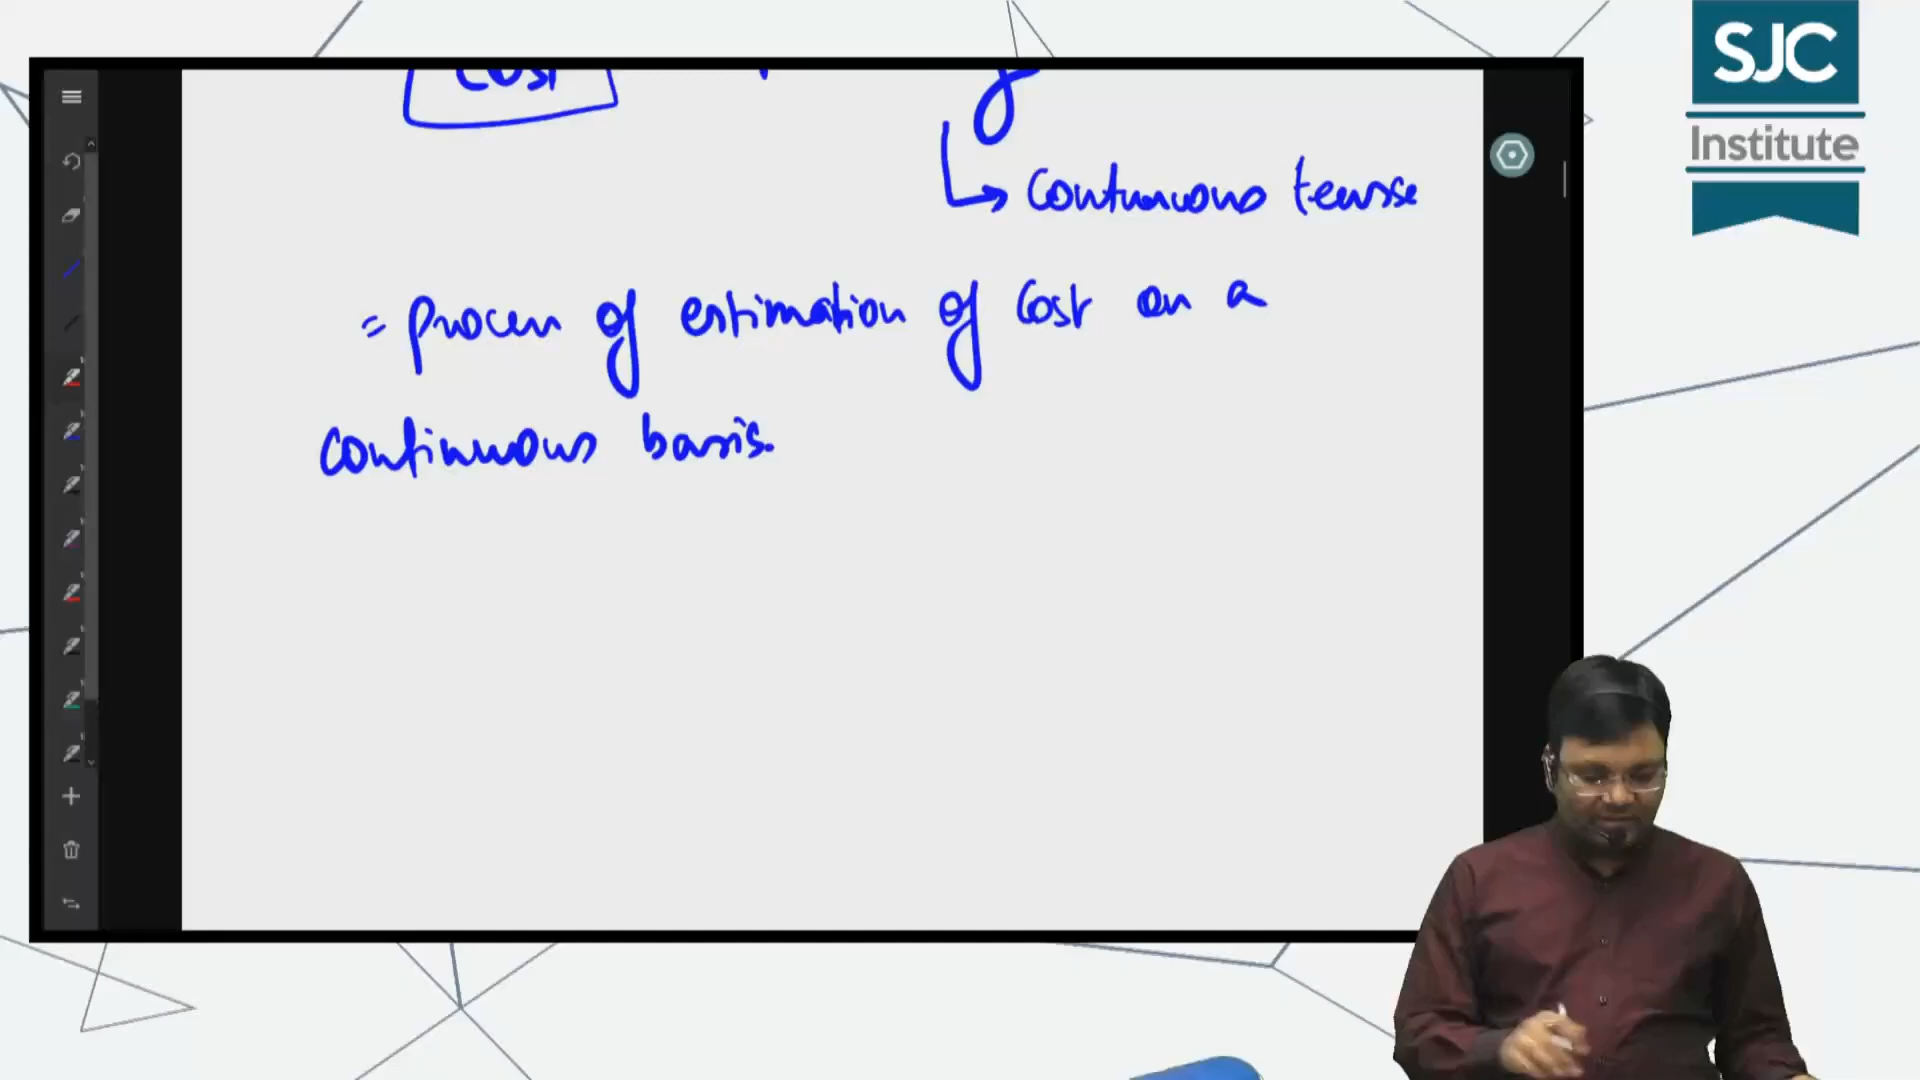 SJC
Institute
Cost
continuous tense
= process of estimation of cost on a
continuous basis.